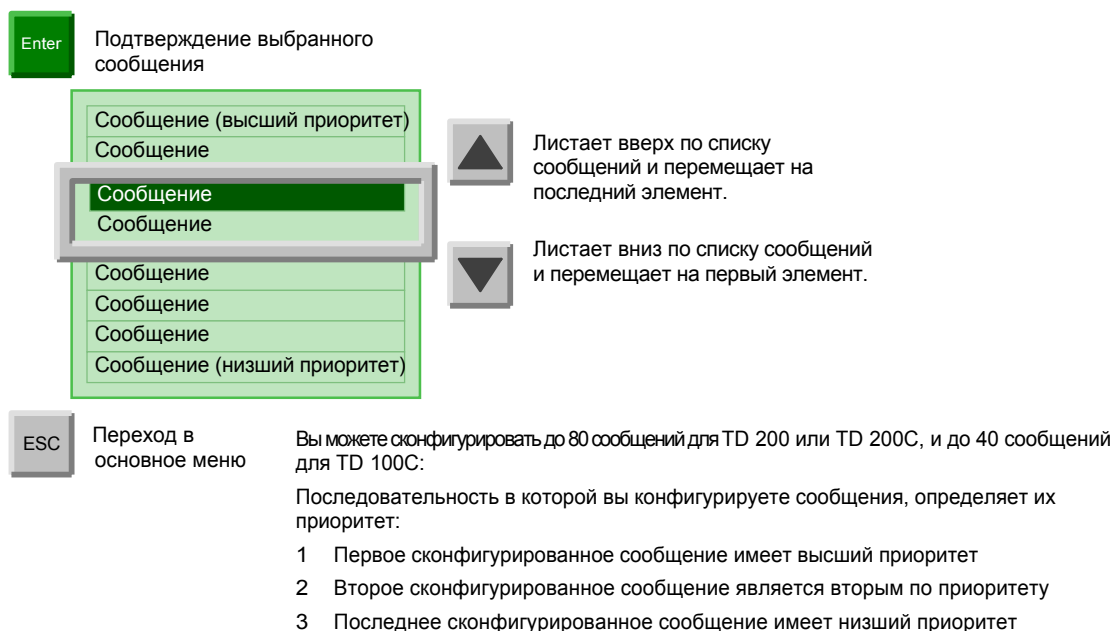 Enter
Подтверждение выбранного
сообщения
Сообщение (высший приоритет)
Сообщение
Сообщение
Сообщение
Сообщение
Сообщение
Сообщение
Сообщение (низший приоритет)
Листает вверх по списку
сообщений и перемещает на
последний элемент.
Листает вниз по списку сообщений
и перемещает на первый элемент.
ESC
Переход в
основное меню
Вы можете сконфигурировать до 80 сообщений для TD 200 или TD 200C, и до 40 сообщений
для TD 100C:
Последовательность в которой вы конфигурируете сообщения, определяет их
приоритет:
1 Первое сконфигурированное сообщение имеет высший приоритет
2 Второе сконфигурированное сообщение является вторым по приоритету
3 Последнее сконфигурированное сообщение имеет низший приоритет